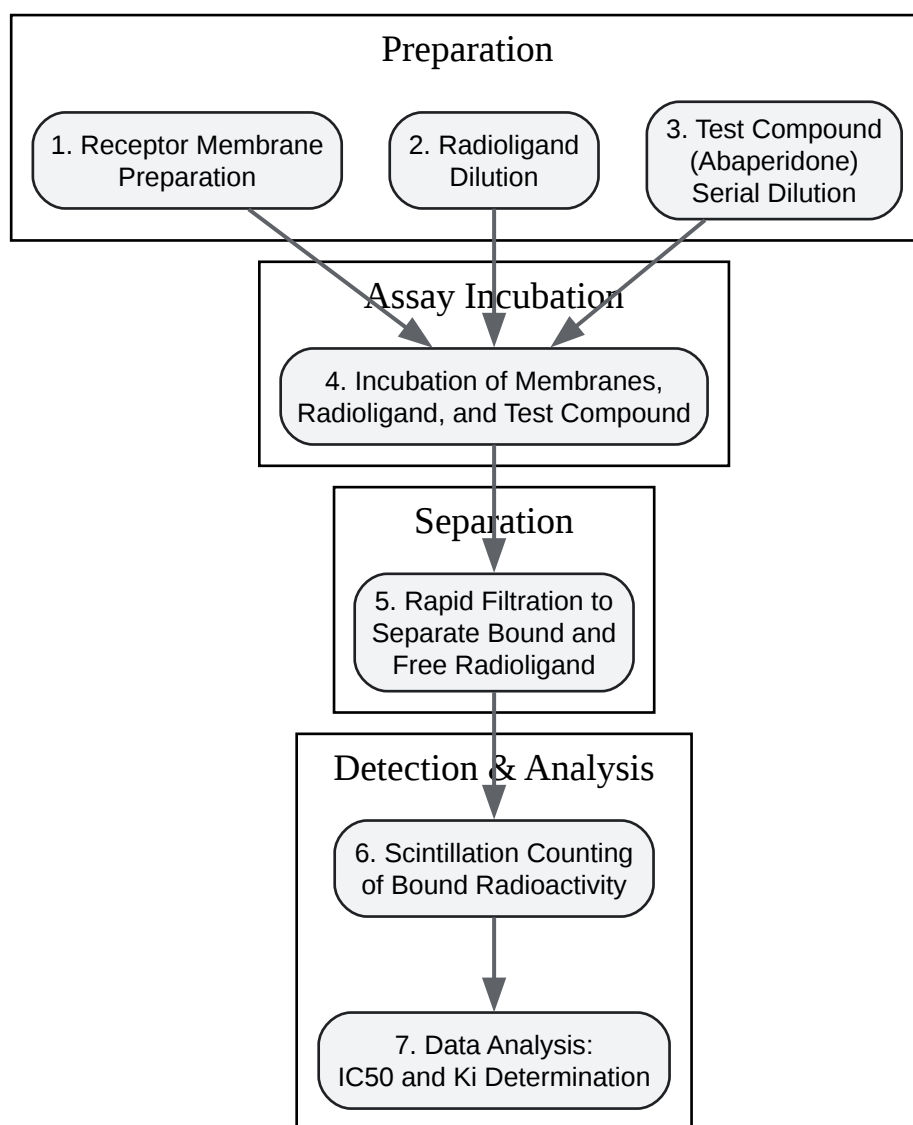 Preparation
1. Receptor Membrane
Preparation
2. Radioligand
Dilution
3. Test Compound
(Abaperidone)
Serial Dilution
Assay Incubation
4. Incubation of Membranes,
Radioligand, and Test Compound
Separation
5. Rapid Filtration to
Separate Bound and
Free Radioligand
Detection & Analysis
6. Scintillation Counting
of Bound Radioactivity
7. Data Analysis:
IC50 and Ki Determination